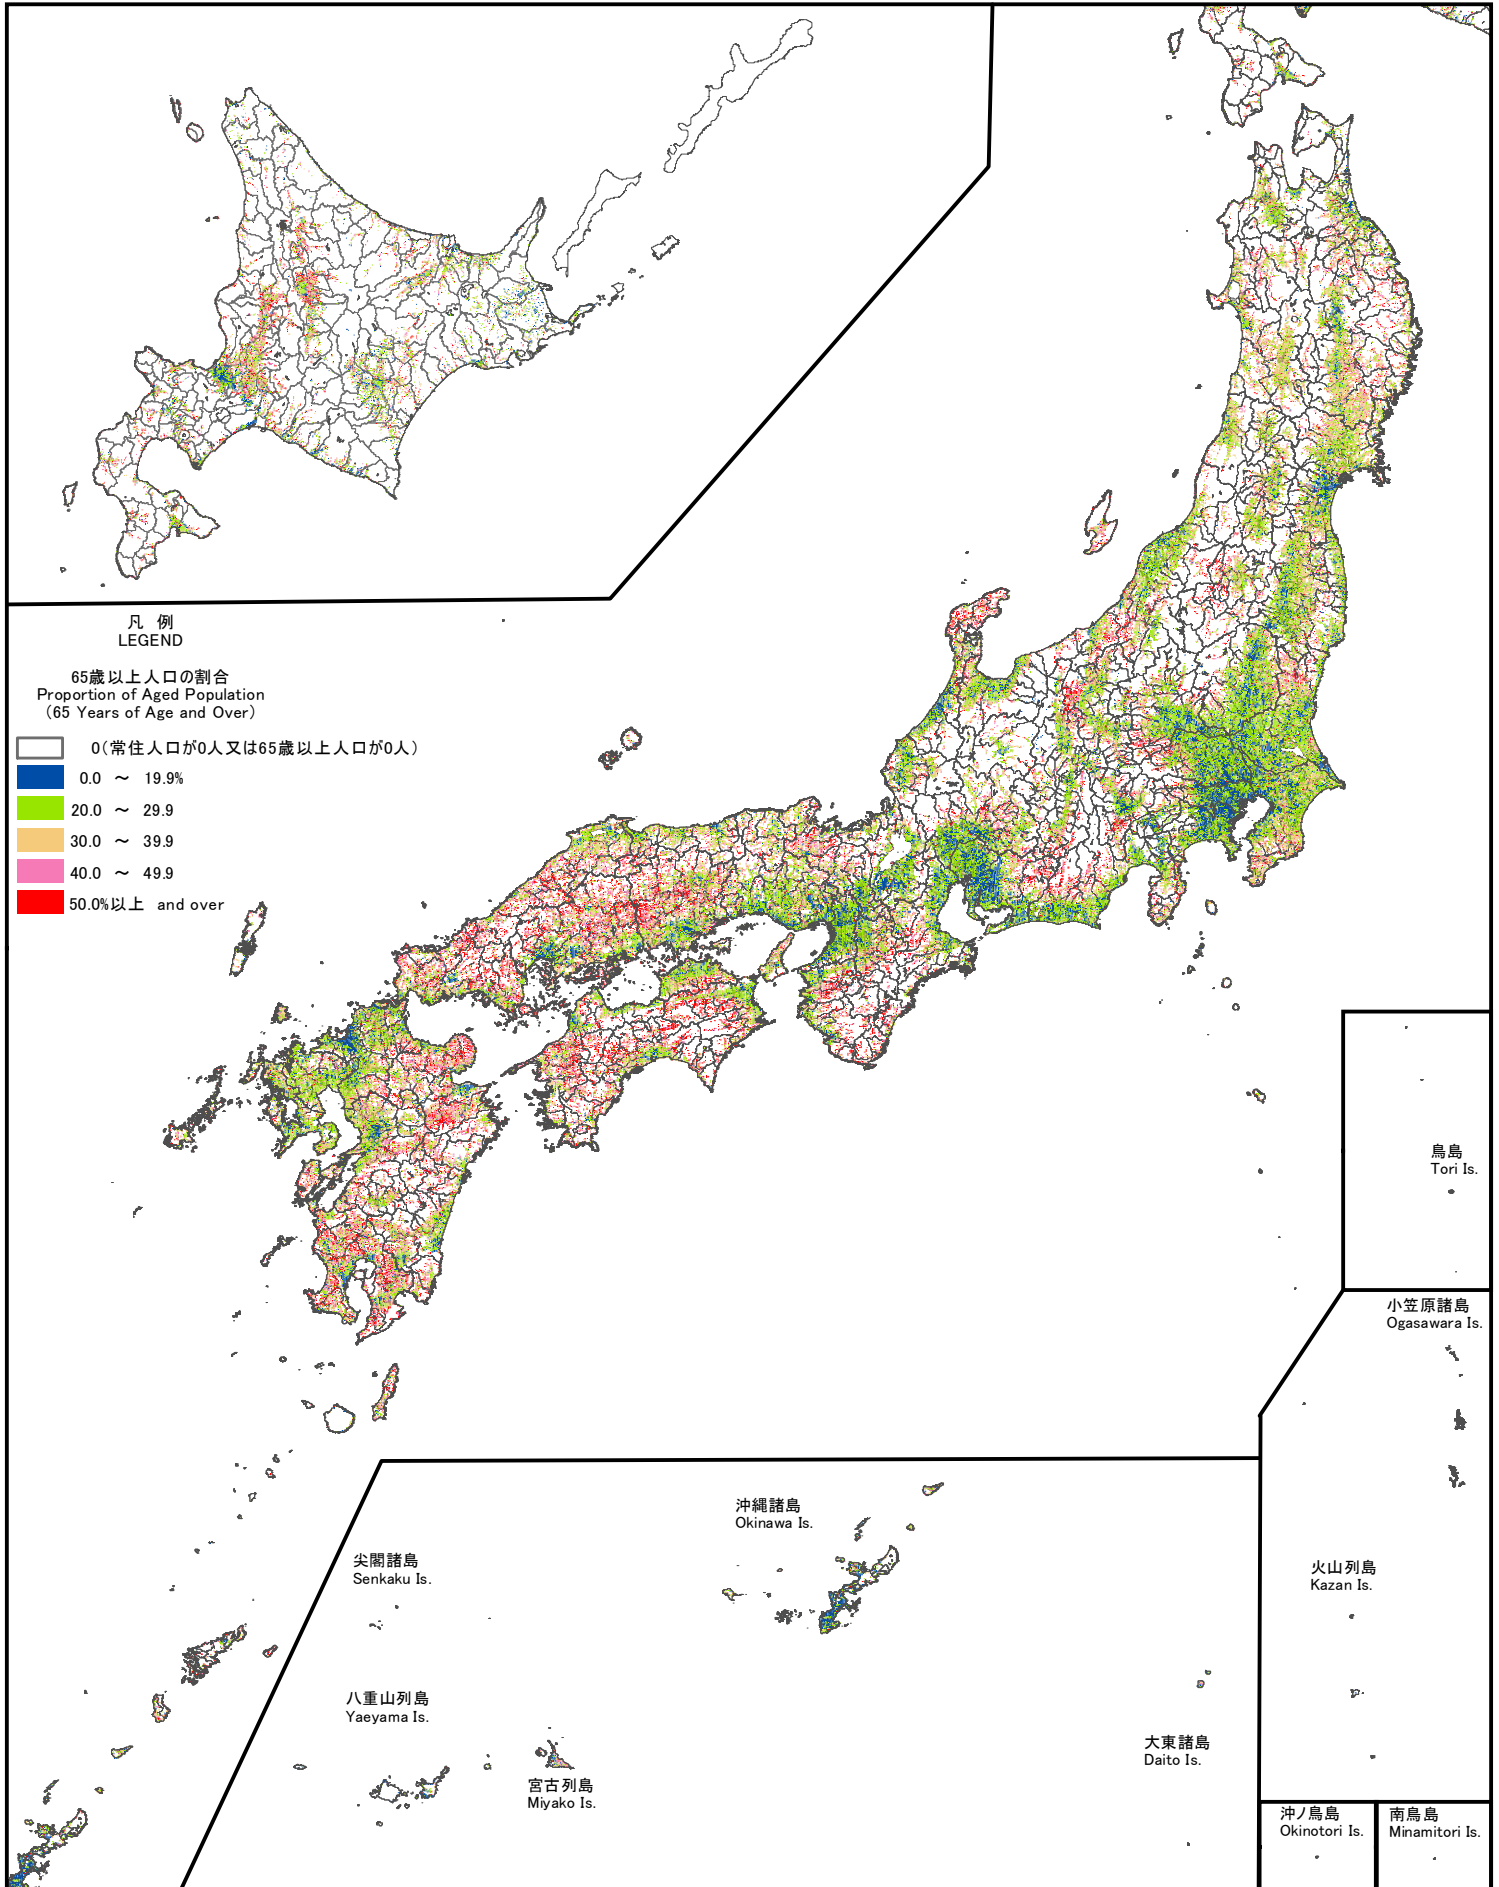 凡 例
LEGEND
65歳以上人口の割合
Proportion of Aged Population
(65 Years of Age and Over)
0(常住人口が0人又は65歳以上人口が0人)
0.0 ～ 19.9%
20.0 ～ 29.9
30.0 ～ 39.9
40.0 ～ 49.9
50.0%以上 and over
鳥島
Tori Is.
小笠原諸島
Ogasawara Is.
沖縄諸島
Okinawa Is.
尖閣諸島
Senkaku Is.
火山列島
Kazan Is.
八重山列島
Yaeyama Is.
大東諸島
Daito Is.
宮古列島
Miyako Is.
沖ノ鳥島
Okinotori Is.
南鳥島
Minamitori Is.